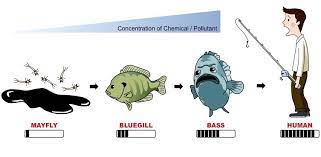 Concentration of Chemical / Pollutant
MAYFLY
BLUEGILL
BASS
HUMAN